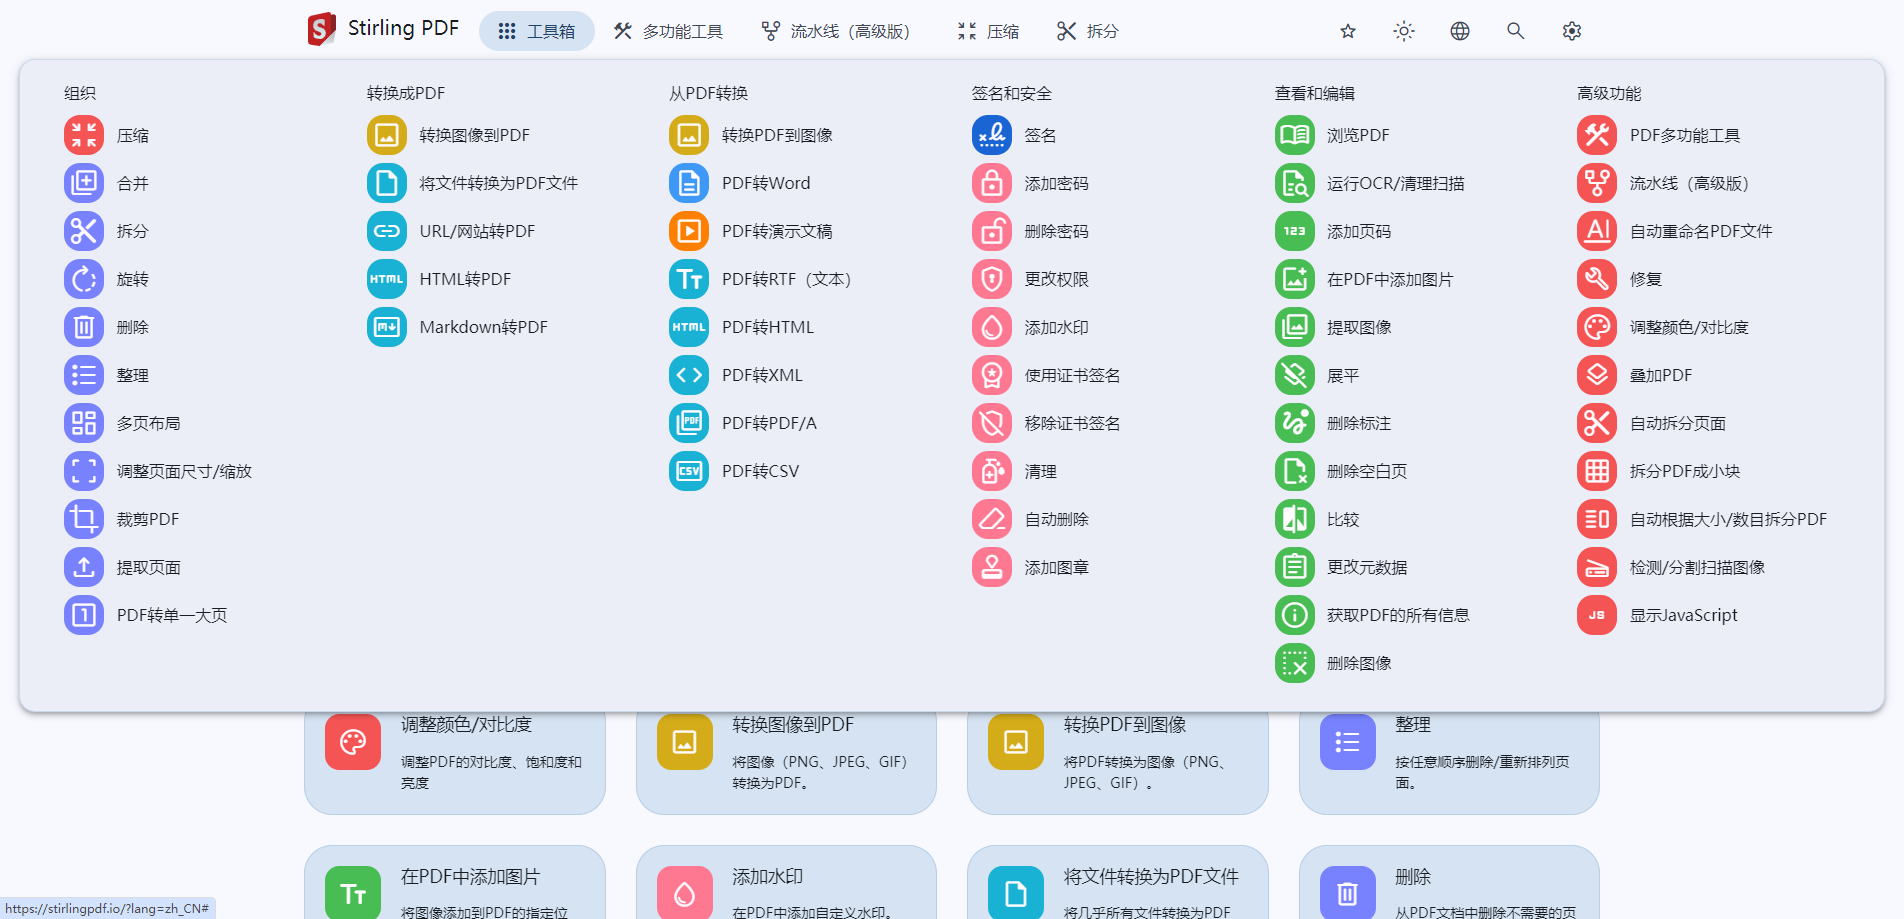 Stirling PDF
工具箱
多功能工具
流水线（高级版）
压缩
拆分
组织
压缩
合并
拆分
旋转
删除
整理
多页布局
调整页面尺寸/缩放
裁剪PDF
提取页面
1
PDF转单一大页
转换成PDF
转换图像到PDF
将文件转换为PDF文件
URL/网站转PDF
HTML
HTML转PDF
Markdown转PDF
从PDF转换
转换PDF到图像
PDF转Word
PDF转演示文稿
TT
PDF转RTF（文本）
HTML
PDF转HTML
PDF转XML
PDF
PDF转PDF/A
CSV
PDF转CSV
签名和安全
签名
添加密码
删除密码
更改权限
添加水印
使用证书签名
移除证书签名
清理
自动删除
添加图章
查看和编辑
浏览PDF
运行OCR/清理扫描
123
添加页码
在PDF中添加图片
提取图像
展平
删除标注
删除空白页
比较
更改元数据
获取PDF的所有信息
删除图像
高级功能
PDF多功能工具
流水线（高级版）
AI
自动重命名PDF文件
修复
调整颜色/对比度
叠加PDF
自动拆分页面
拆分PDF成小块
自动根据大小/数目拆分PDF
检测/分割扫描图像
JS
显示JavaScript
调整颜色/对比度
调整PDF的对比度、饱和度和
亮度
转换图像到PDF
将图像（PNG、JPEG、GIF）
转换为PDF。
转换PDF到图像
将PDF转换为图像（PNG、
JPEG、GIF）。
整理
按任意顺序删除/重新排列页
面。
TT
在PDF中添加图片
将图像添加到PDF的指定位
添加水印
在PDF中添加自定义水印。
将文件转换为PDF文件
将几乎所有文件转换为PDF
删除
从PDF文档中删除不需要的页
https://stirlingpdf.io/?lang=zh_CN#